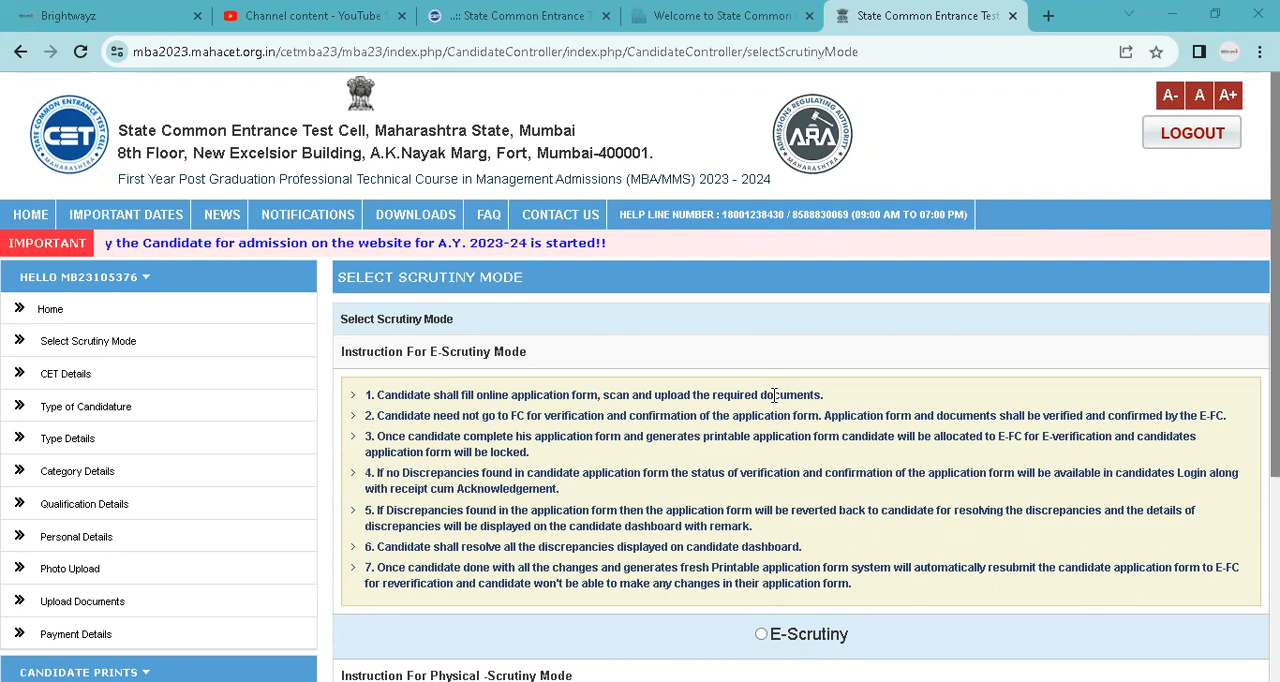 Brightwayz
Channel content - YouTube S
..:: State Common Entrance T
Welcome to State Common
State Common Entrance Test
mba2023.mahacet.org.in/cetmba23/mba23/index.php/CandidateController/index.php/CandidateController/selectScrutinyMode
CET
State Common Entrance Test Cell, Maharashtra State, Mumbai
8th Floor, New Excelsior Building, A.K.Nayak Marg, Fort, Mumbai-400001.
First Year Post Graduation Professional Technical Course in Management Admissions (MBA/MMS) 2023 - 2024
STATE COMMON ENTRANCE TEST CELL
MAHARASHTRA
ADMISSIONS REGULATING AUTHORITY
ARA
MAHARASHTRA
A- A A+
LOGOUT
HOME IMPORTANT DATES NEWS NOTIFICATIONS DOWNLOADS FAQ CONTACT US HELP LINE NUMBER : 18001238430 / 8588830069 (09:00 AM TO 07:00 PM)
IMPORTANT y the Candidate for admission on the website for A.Y. 2023-24 is started!!
HELLO MB23105376
Home
Select Scrutiny Mode
CET Details
Type of Candidature
Type Details
Category Details
Qualification Details
Personal Details
Photo Upload
Upload Documents
Payment Details
CANDIDATE PRINTS
SELECT SCRUTINY MODE
Select Scrutiny Mode
Instruction For E-Scrutiny Mode
1. Candidate shall fill online application form, scan and upload the required documents.
2. Candidate need not go to FC for verification and confirmation of the application form. Application form and documents shall be verified and confirmed by the E-FC.
3. Once candidate complete his application form and generates printable application form candidate will be allocated to E-FC for E-verification and candidates
application form will be locked.
4. If no Discrepancies found in candidate application form the status of verification and confirmation of the application form will be available in candidates Login along
with receipt cum Acknowledgement.
5. If Discrepancies found in the application form then the application form will be reverted back to candidate for resolving the discrepancies and the details of
discrepancies will be displayed on the candidate dashboard with remark.
6. Candidate shall resolve all the discrepancies displayed on candidate dashboard.
7. Once candidate done with all the changes and generates fresh Printable application form system will automatically resubmit the candidate application form to E-FC
for reverification and candidate won't be able to make any changes in their application form.
E-Scrutiny
Instruction For Physical -Scrutiny Mode